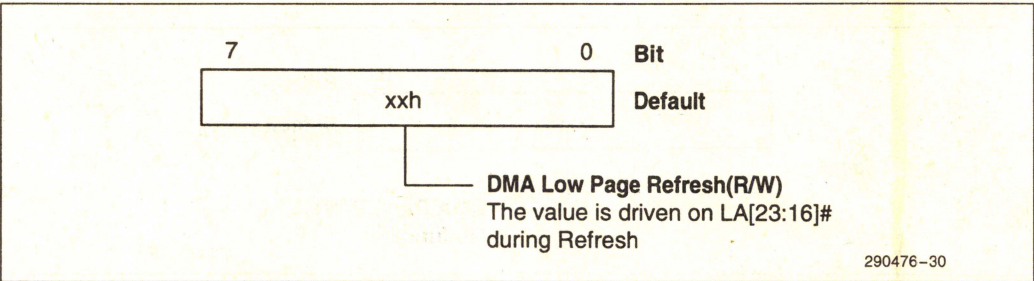 7 0 Bit
xxh Default
DMA Low Page Refresh(R/W)
The value is driven on LA[23:16]#
during Refresh
290476-30